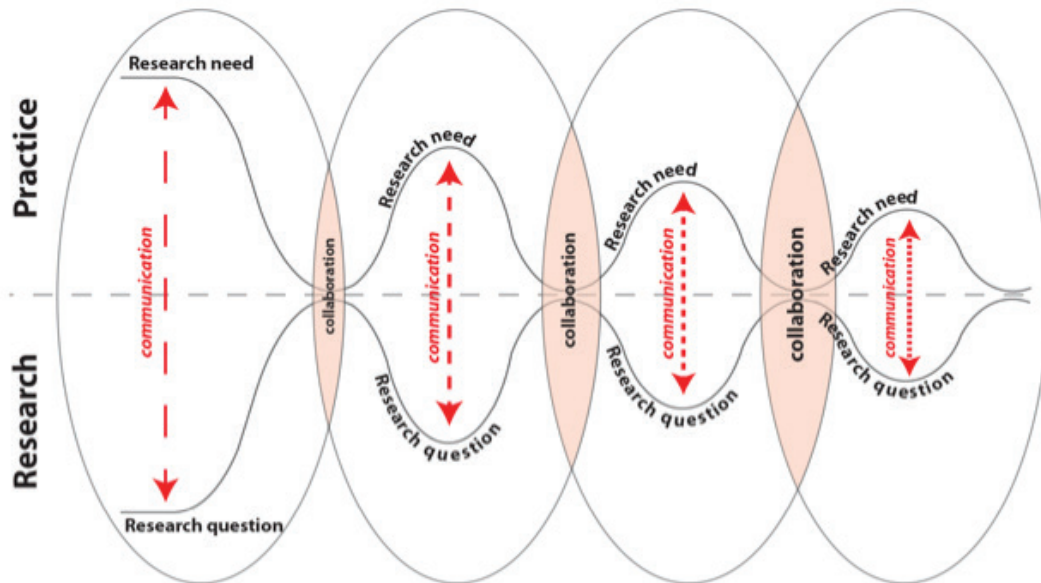 Practice
Research
Research need
communication
Research question
collaboration
Research need
communication
Research question
collaboration
Research need
communication
Research question
collaboration
Research need
communication
Research question